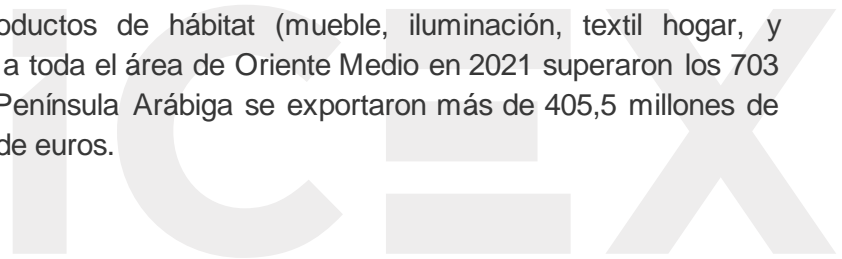 oductos de hábitat (mueble, iluminación, textil hogar, y
a toda el área de Oriente Medio en 2021 superaron los 703
Península Arábiga se exportaron más de 405,5 millones de
de euros.
ICEX